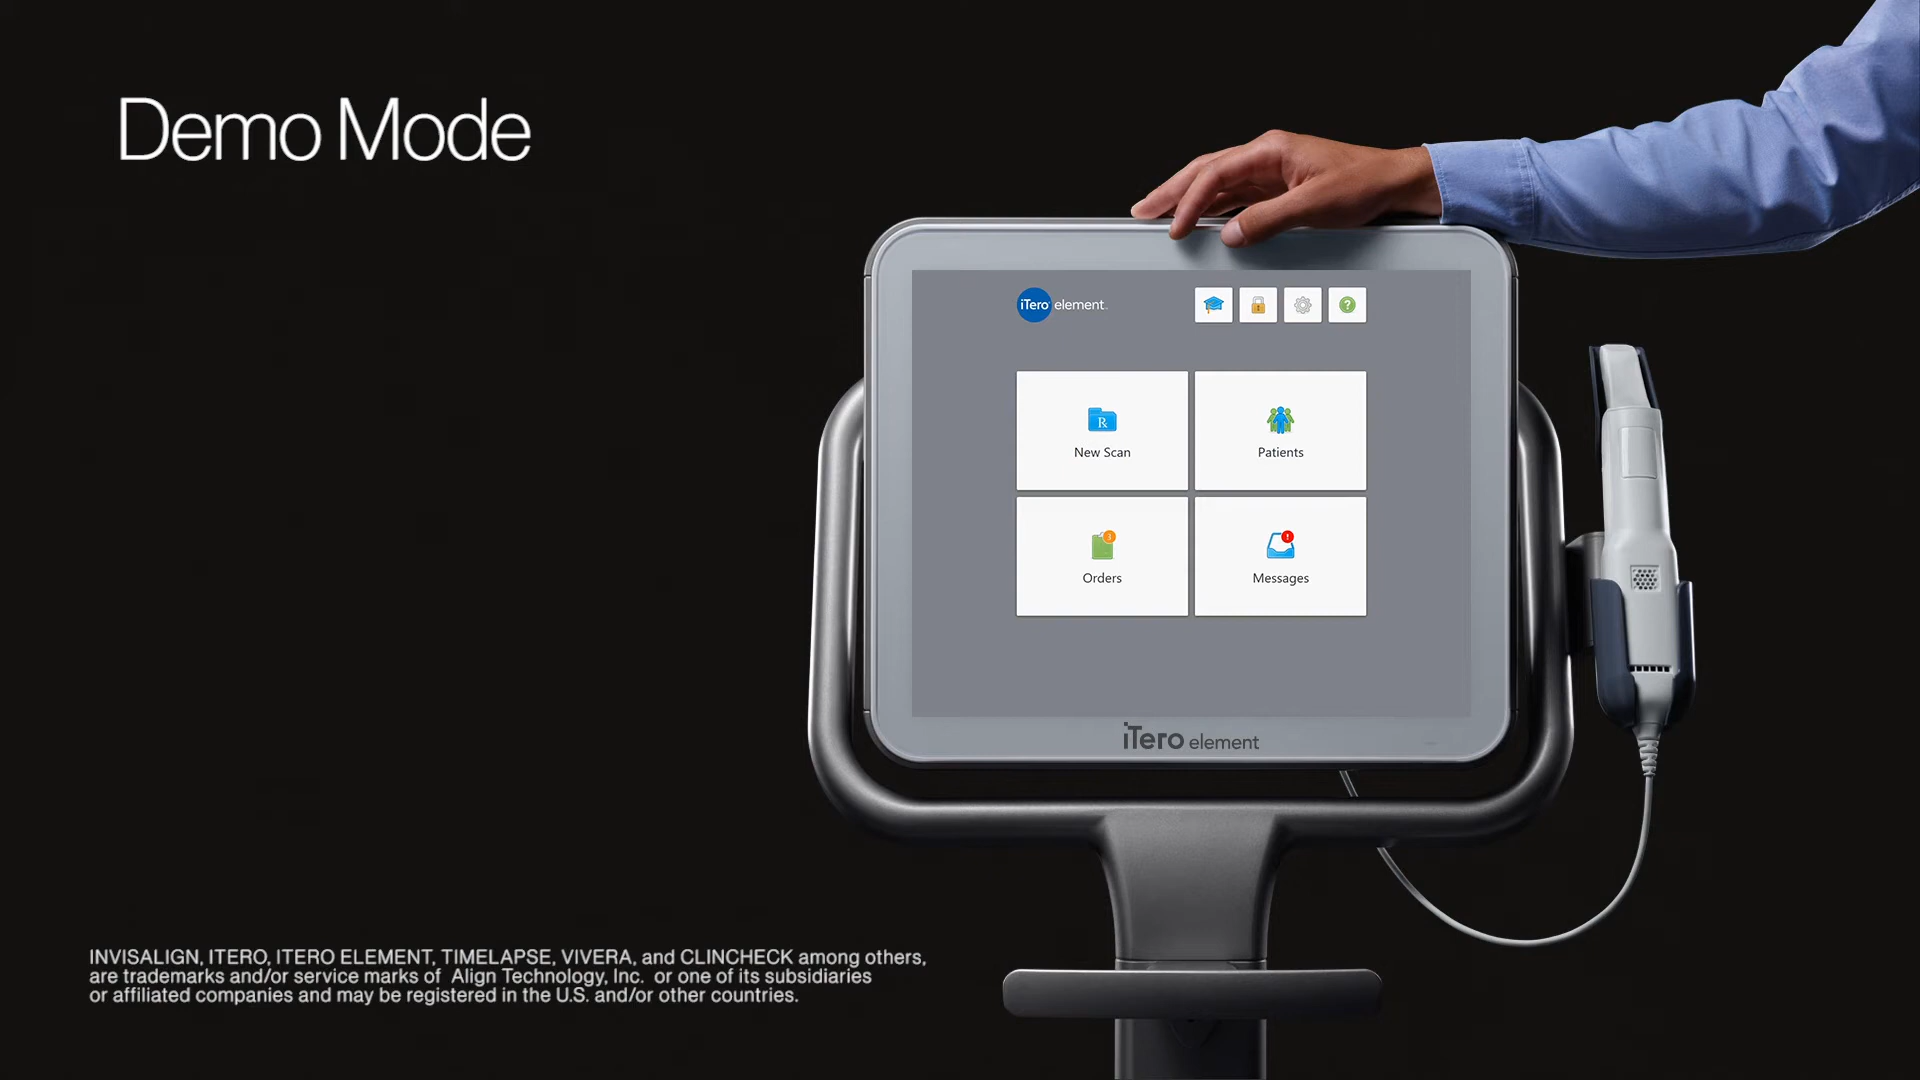 Demo Mode
iTero element
New Scan
Patients
Orders
Messages
iTero element
INVISALIGN, ITERO, ITERO ELEMENT, TIMELAPSE, VIVERA, and CLINCHECK among others,
are trademarks and/or service marks of Align Technology, Inc. or one of its subsidiaries
or affiliated companies and may be registered in the U.S. and/or other countries.